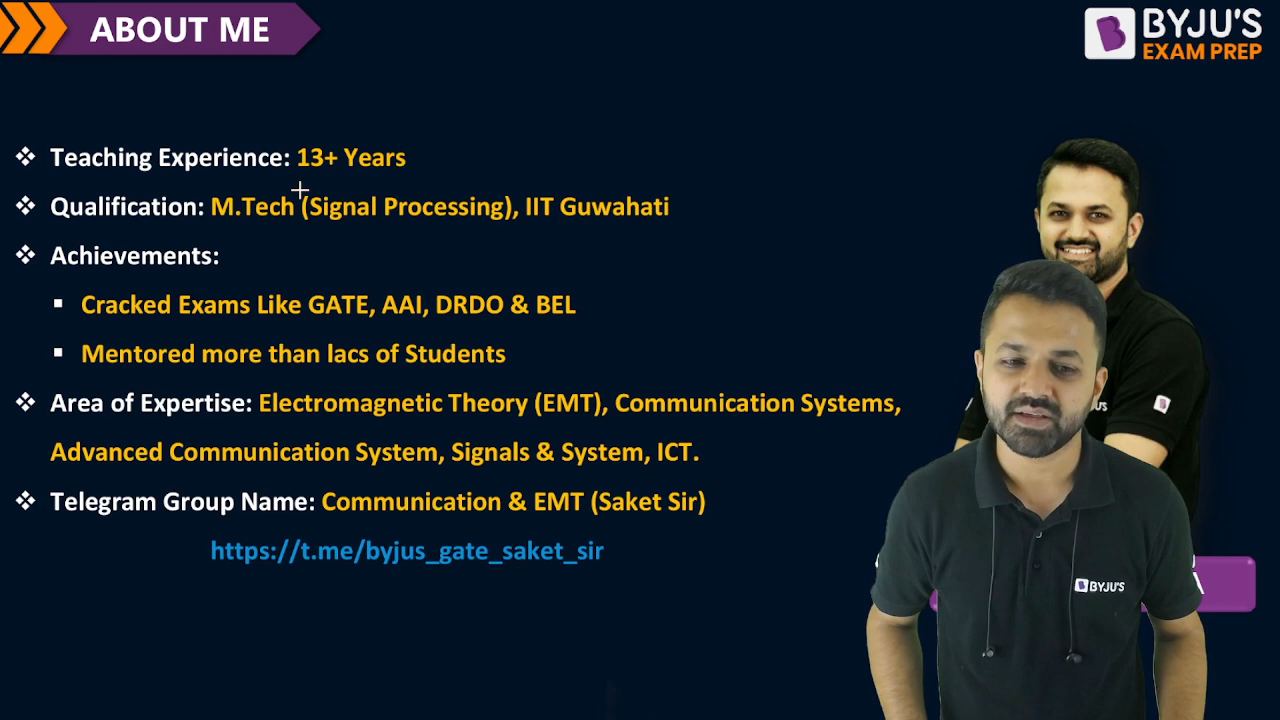 ABOUT ME
BYJU'S
EXAM PREP
Teaching Experience: 13+ Years
Qualification: M.Tech (Signal Processing), IIT Guwahati
Achievements:
Cracked Exams Like GATE, AAI, DRDO & BEL
Mentored more than lacs of Students
Area of Expertise: Electromagnetic Theory (EMT), Communication Systems,
Advanced Communication System, Signals & System, ICT.
Telegram Group Name: Communication & EMT (Saket Sir)
https://t.me/byjus_gate_saket_sir
BYJU'S